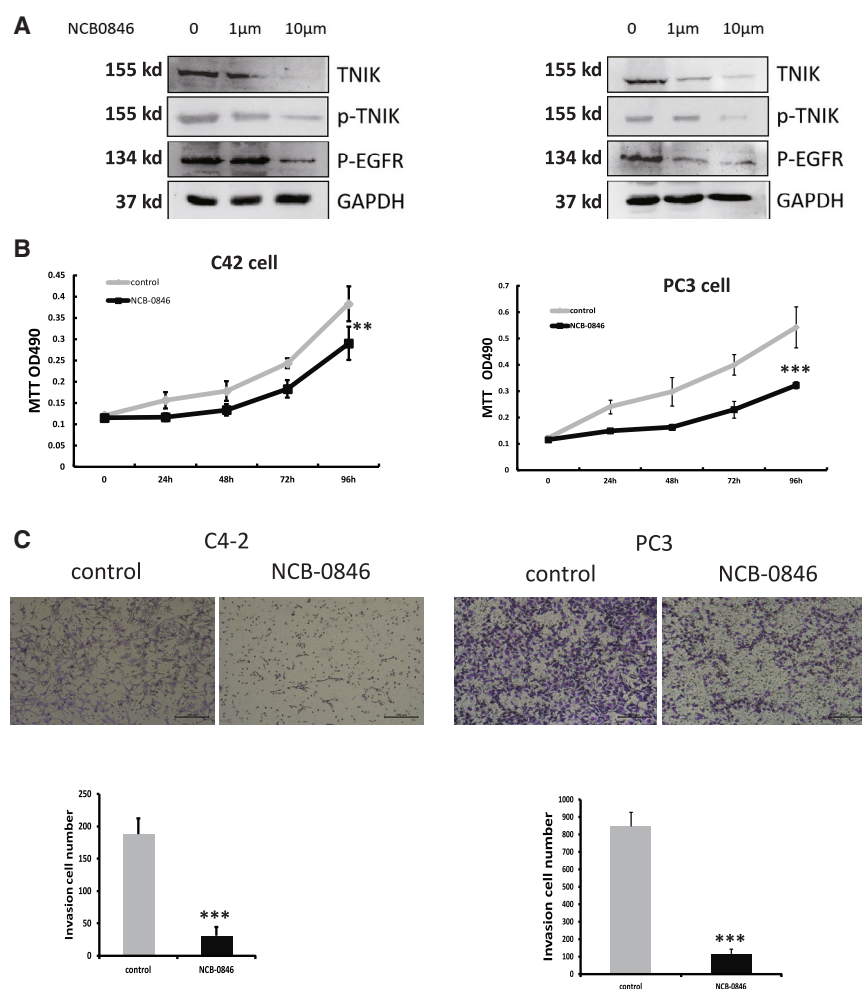 A
NCB0846 0 1µm 10µm
155 kd TNIK
155 kd p-TNIK
134 kd P-EGFR
37 kd GAPDH
0 1µm 10µm
155 kd TNIK
155 kd p-TNIK
134 kd P-EGFR
37 kd GAPDH
B
C42 cell
MTT OD490
0.45
0.4
0.35
0.3
0.25
0.2
0.15
0.1
0.05
0
control
NCB-0846
**
0 24h 48h 72h 96h
PC3 cell
MTT OD490
0.7
0.6
0.5
0.4
0.3
0.2
0.1
0
control
NCB-0846
***
0 24h 48h 72h 96h
C
C4-2
control NCB-0846
PC3
control NCB-0846
Invasion cell number
250
200
150
100
50
0
***
control NCB-0846
Invasion cell number
1000
900
800
700
600
500
400
300
200
100
0
***
control NCB-0846